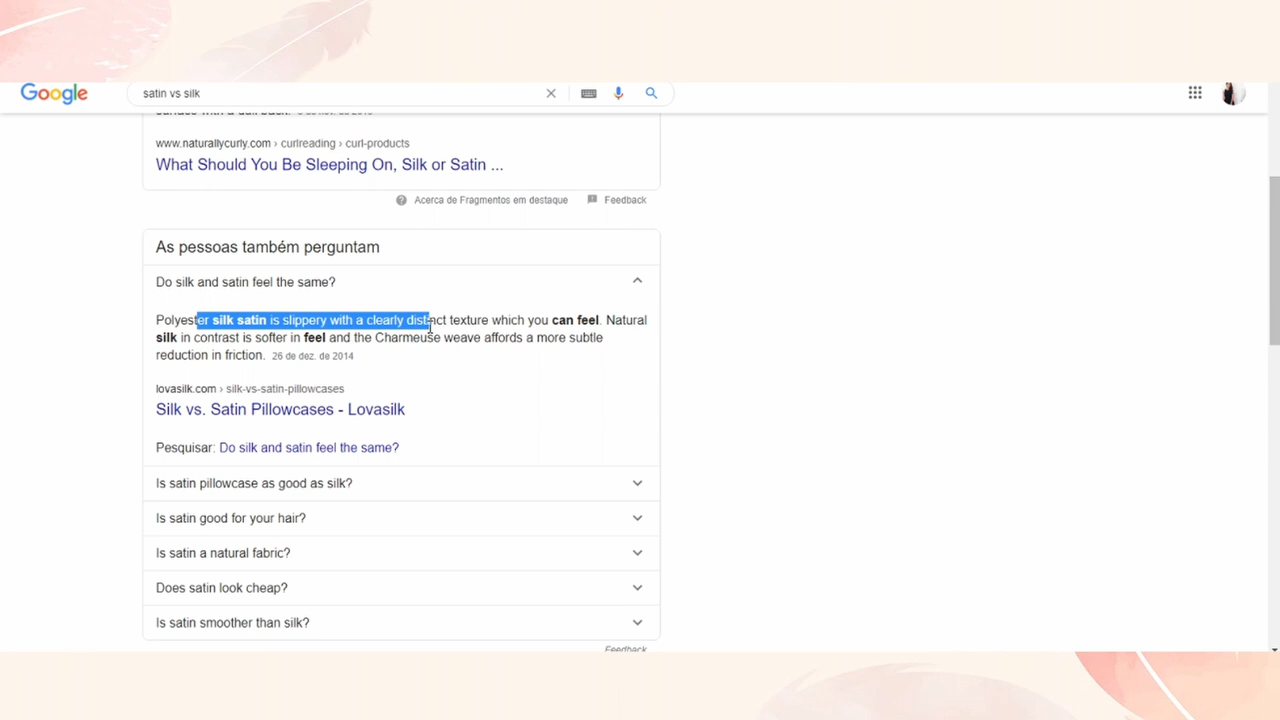 Google
satin vs silk
surface with a dull back.
www.naturallycurly.com › curlreading › curl-products
What Should You Be Sleeping On, Silk or Satin ...
Acerca de Fragmentos em destaque
Feedback
As pessoas também perguntam
Do silk and satin feel the same?
Polyester silk satin is slippery with a clearly distinct texture which you can feel. Natural
silk in contrast is softer in feel and the Charmeuse weave affords a more subtle
reduction in friction. 26 de dez. de 2014
lovasilk.com › silk-vs-satin-pillowcases
Silk vs. Satin Pillowcases - Lovasilk
Pesquisar: Do silk and satin feel the same?
Is satin pillowcase as good as silk?
Is satin good for your hair?
Is satin a natural fabric?
Does satin look cheap?
Is satin smoother than silk?
Feedback